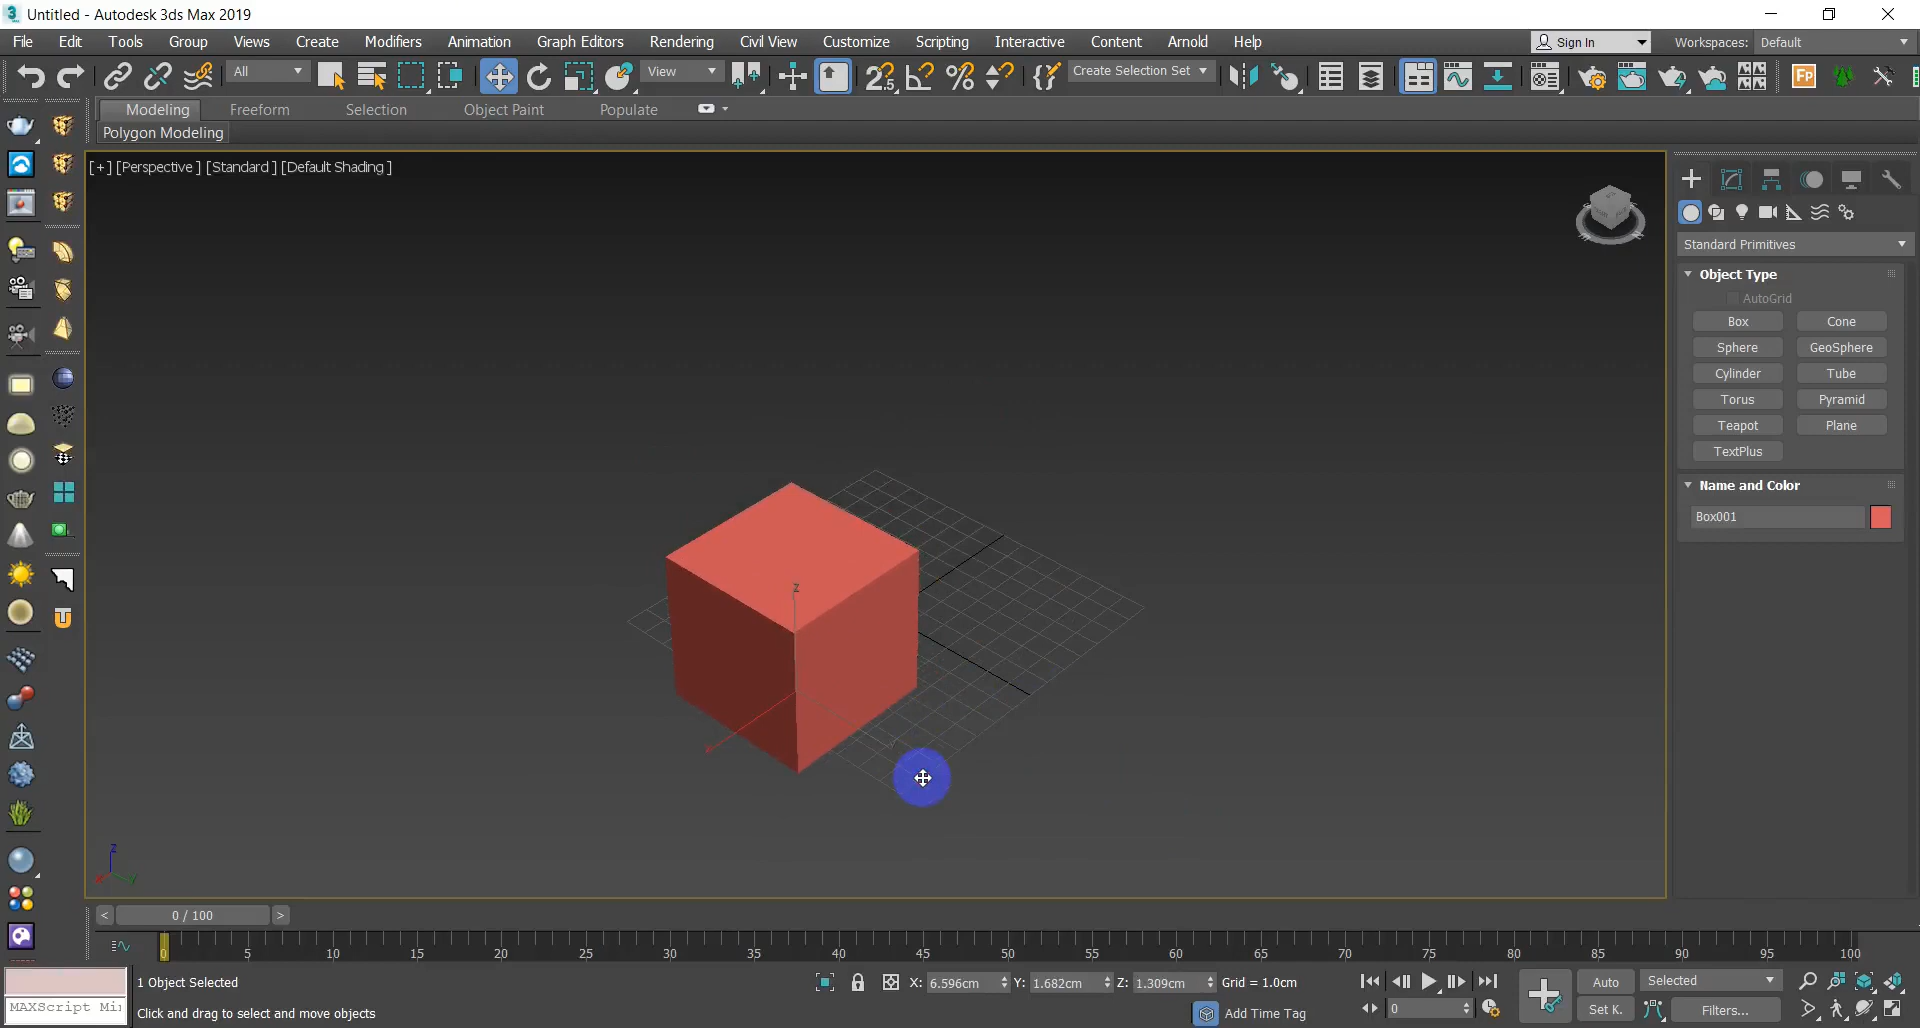 Untitled - Autodesk 3ds Max 2019
File Edit Tools Group Views Create Modifiers Animation Graph Editors Rendering Civil View Customize Scripting Interactive Content Arnold Help Sign In Workspaces: Default
All View 2.5 Create Selection Set Fp
Modeling Freeform Selection Object Paint Populate
Polygon Modeling
[+] [Perspective ] [Standard ] [Default Shading ]
Standard Primitives
Object Type
AutoGrid
Box Cone
Sphere GeoSphere
Cylinder Tube
Torus Pyramid
Teapot Plane
TextPlus
Name and Color
Box001
z
z
< 0 / 100 >
0 5 10 15 20 25 30 35 40 45 50 55 60 65 70 75 80 85 90 95 100
1 Object Selected X: 6.596cm Y: 1.682cm Z: 1.309cm Grid = 1.0cm Auto Selected
MAXScript Mi Click and drag to select and move objects Add Time Tag 0 Set K. Filters...